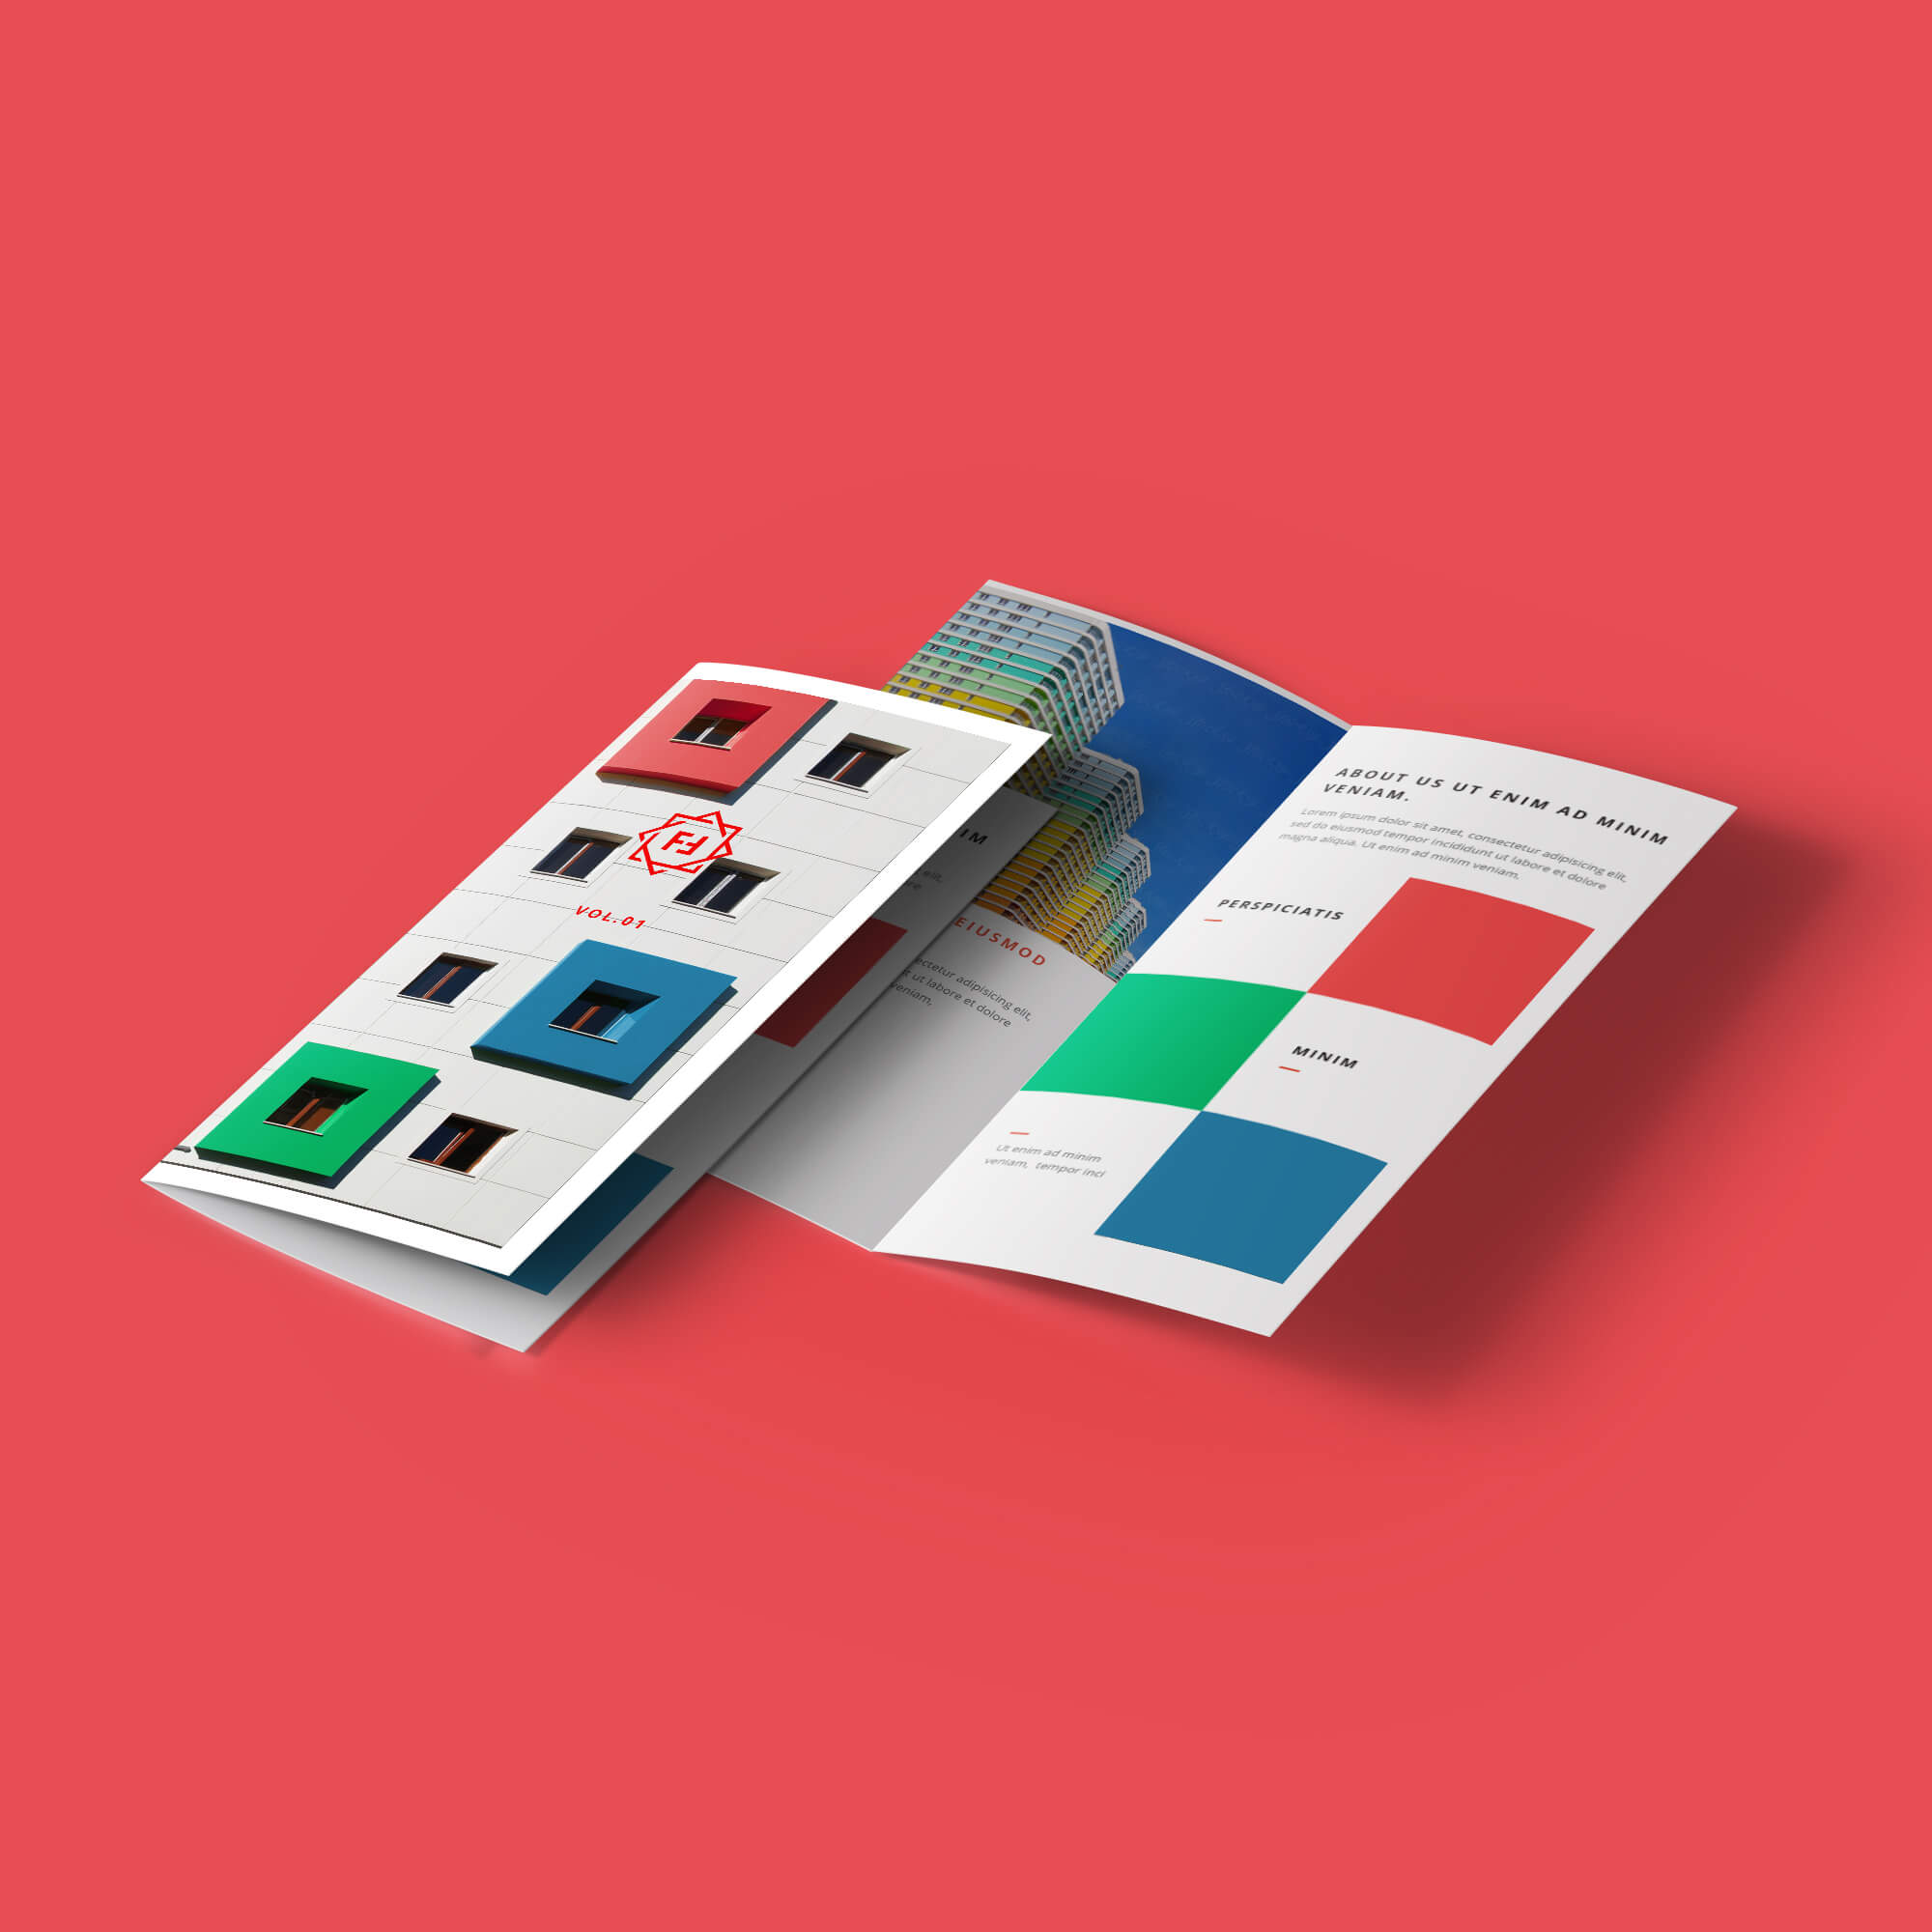 FF
VOL.01
IM
elit,
EIUSMOD
adipisicing elit,
ut labore et dolore
veniam,
ABOUT US UT ENIM AD MINIM
VENIAM.
Lorem ipsum dolor sit amet, consectetur adipisicing elit,
sed do eiusmod tempor incididunt ut labore et dolore
magna aliqua. Ut enim ad minim veniam.
PERSPICIATIS
MINIM
Ut enim ad minim
veniam, tempor inci